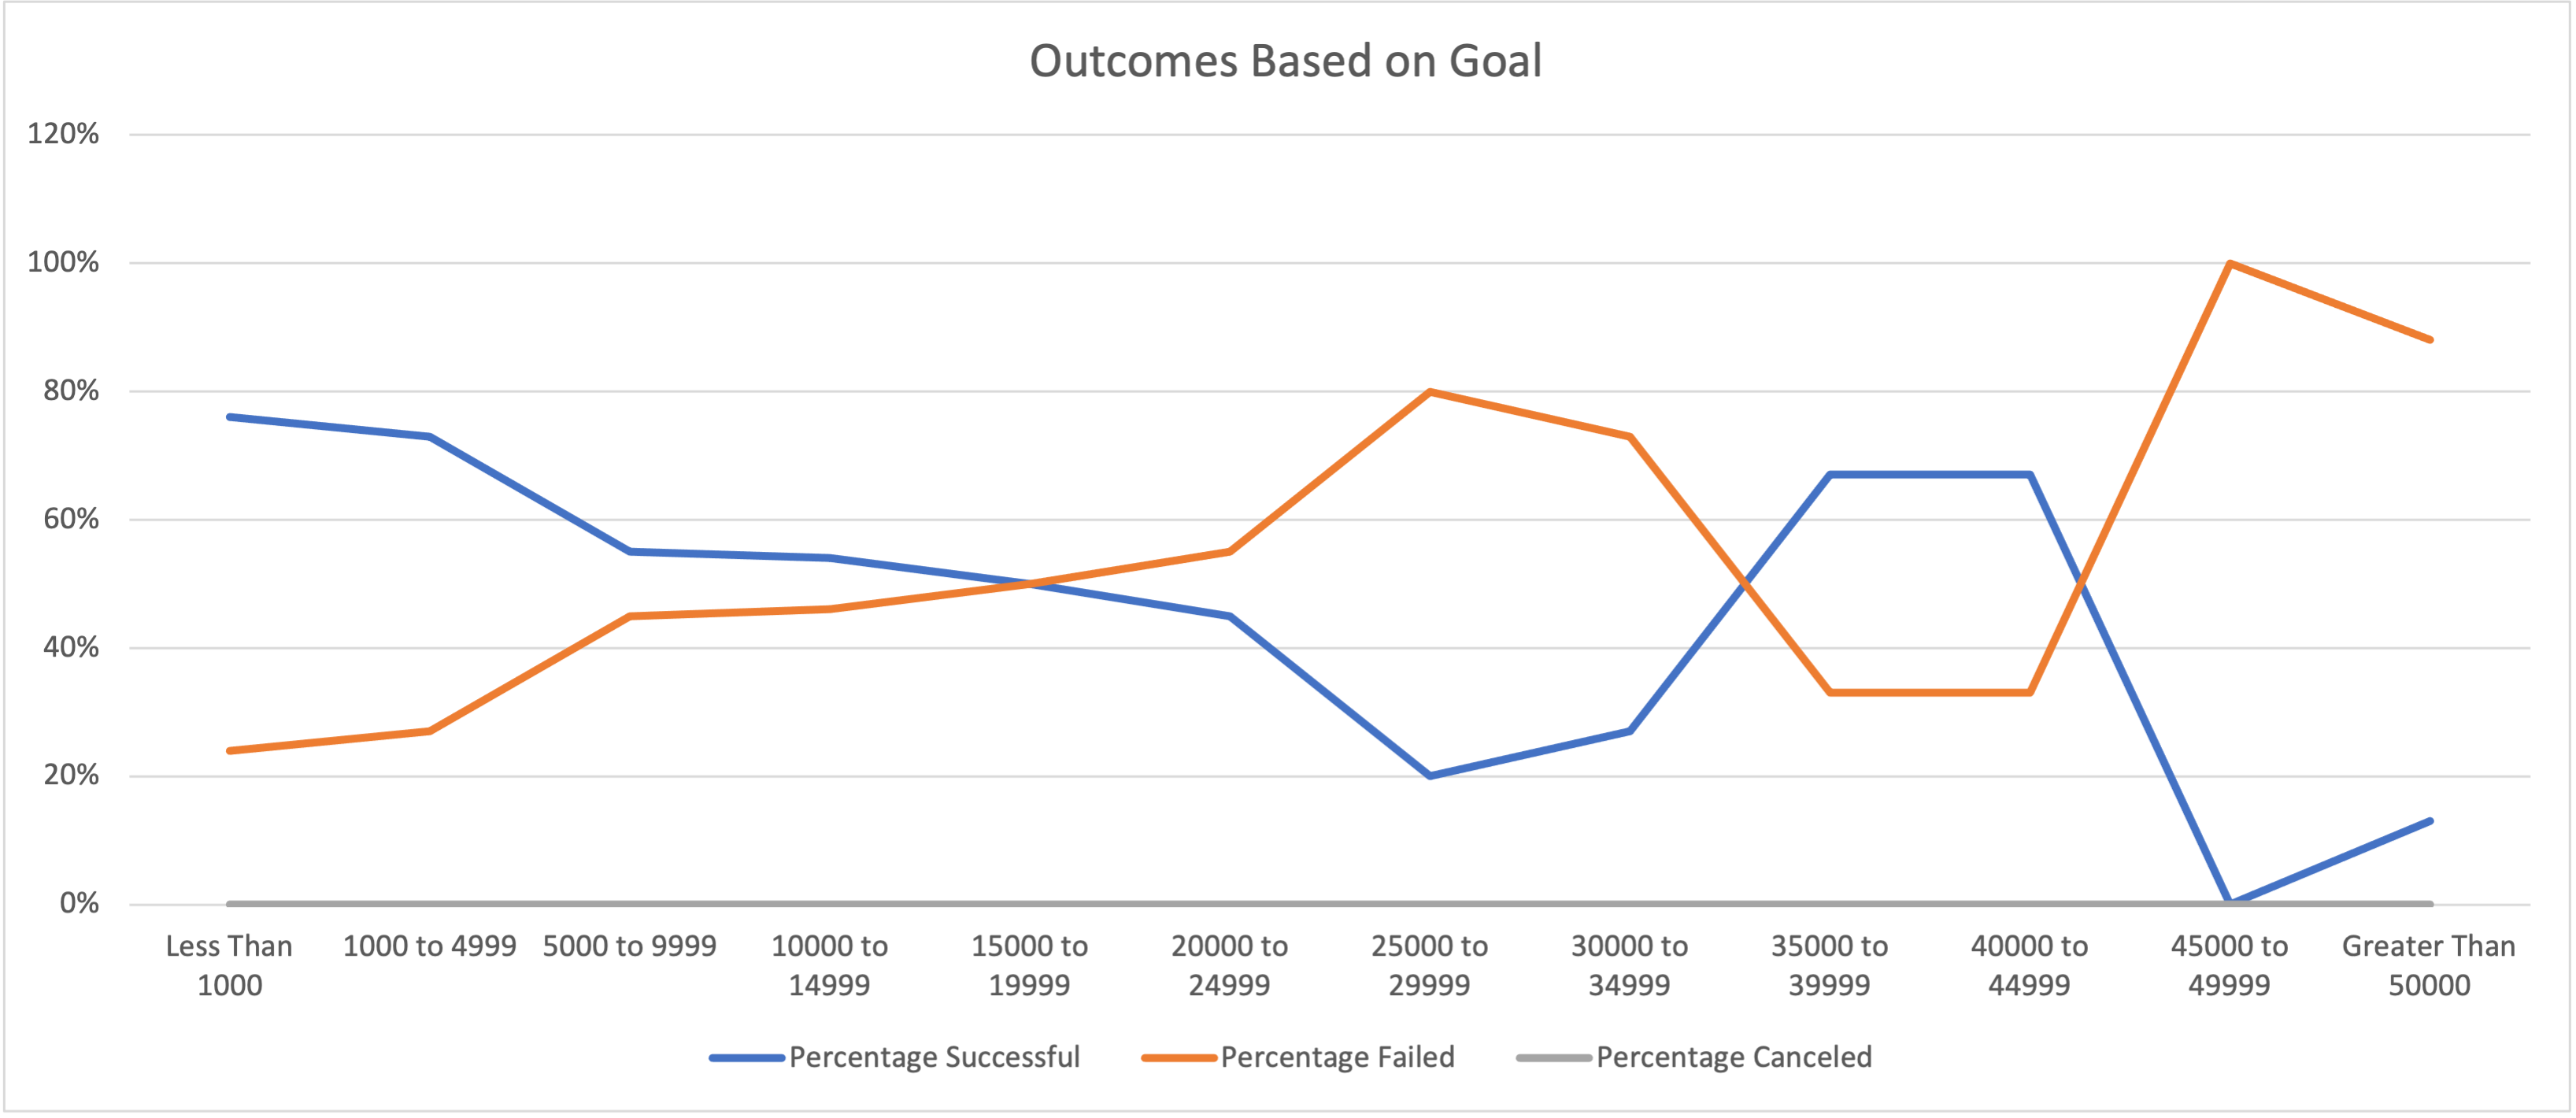 Outcomes Based on Goal
120%
100%
80%
60%
40%
20%
0%
Less Than
1000
1000 to 4999
5000 to 9999
10000 to
14999
15000 to
19999
20000 to
24999
25000 to
29999
30000 to
34999
35000 to
39999
40000 to
44999
45000 to
49999
Greater Than
50000
Percentage Successful
Percentage Failed
Percentage Canceled